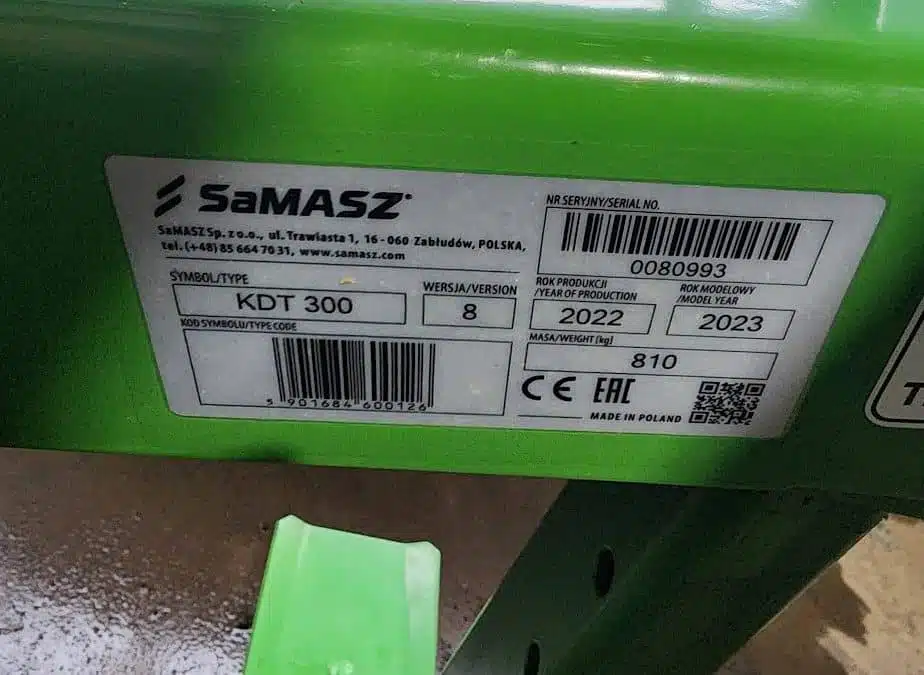 SaMASZ
SaMASZ Sp. z o.o., ul. Trawiasta 1, 16-060 Zabłudów, POLSKA,
tel. (+48) 85 664 70 31, www.samasz.com
SYMBOL/TYPE
KDT 300
WERSJA/VERSION
8
KOD SYMBOLU/TYPE CODE
5 901684 600126
NR SERYJNY/SERIAL NO.
0080993
ROK PRODUKCJI
/YEAR OF PRODUCTION
2022
ROK MODELOWY
/MODEL YEAR
2023
MASA/WEIGHT [kg]
810
CE EAC
MADE IN POLAND